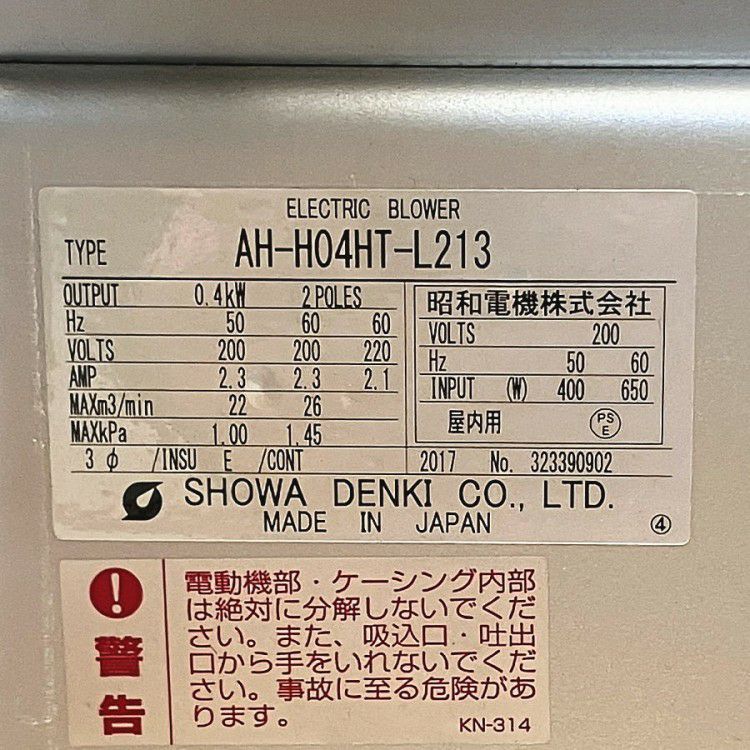 ELECTRIC BLOWER
TYPE AH-H04HT-L213
OUTPUT 0.4kW 2POLES
Hz 50 60 60
VOLTS 200 200 220
AMP 2.3 2.3 2.1
MAXm3/min 22 26
MAXkPa 1.00 1.45
昭和電機株式会社
VOLTS 200
Hz 50 60
INPUT (W) 400 650
屋内用 PS E
3φ /INSU E /CONT 2017 No. 323390902
SHOWA DENKI CO., LTD.
MADE IN JAPAN ④
警告
電動機部・ケーシング内部
は絶対に分解しないでくだ
さい。また、吸込口・吐出
口から手をいれないでくだ
さい。事故に至る危険があ
ります。
KN-314